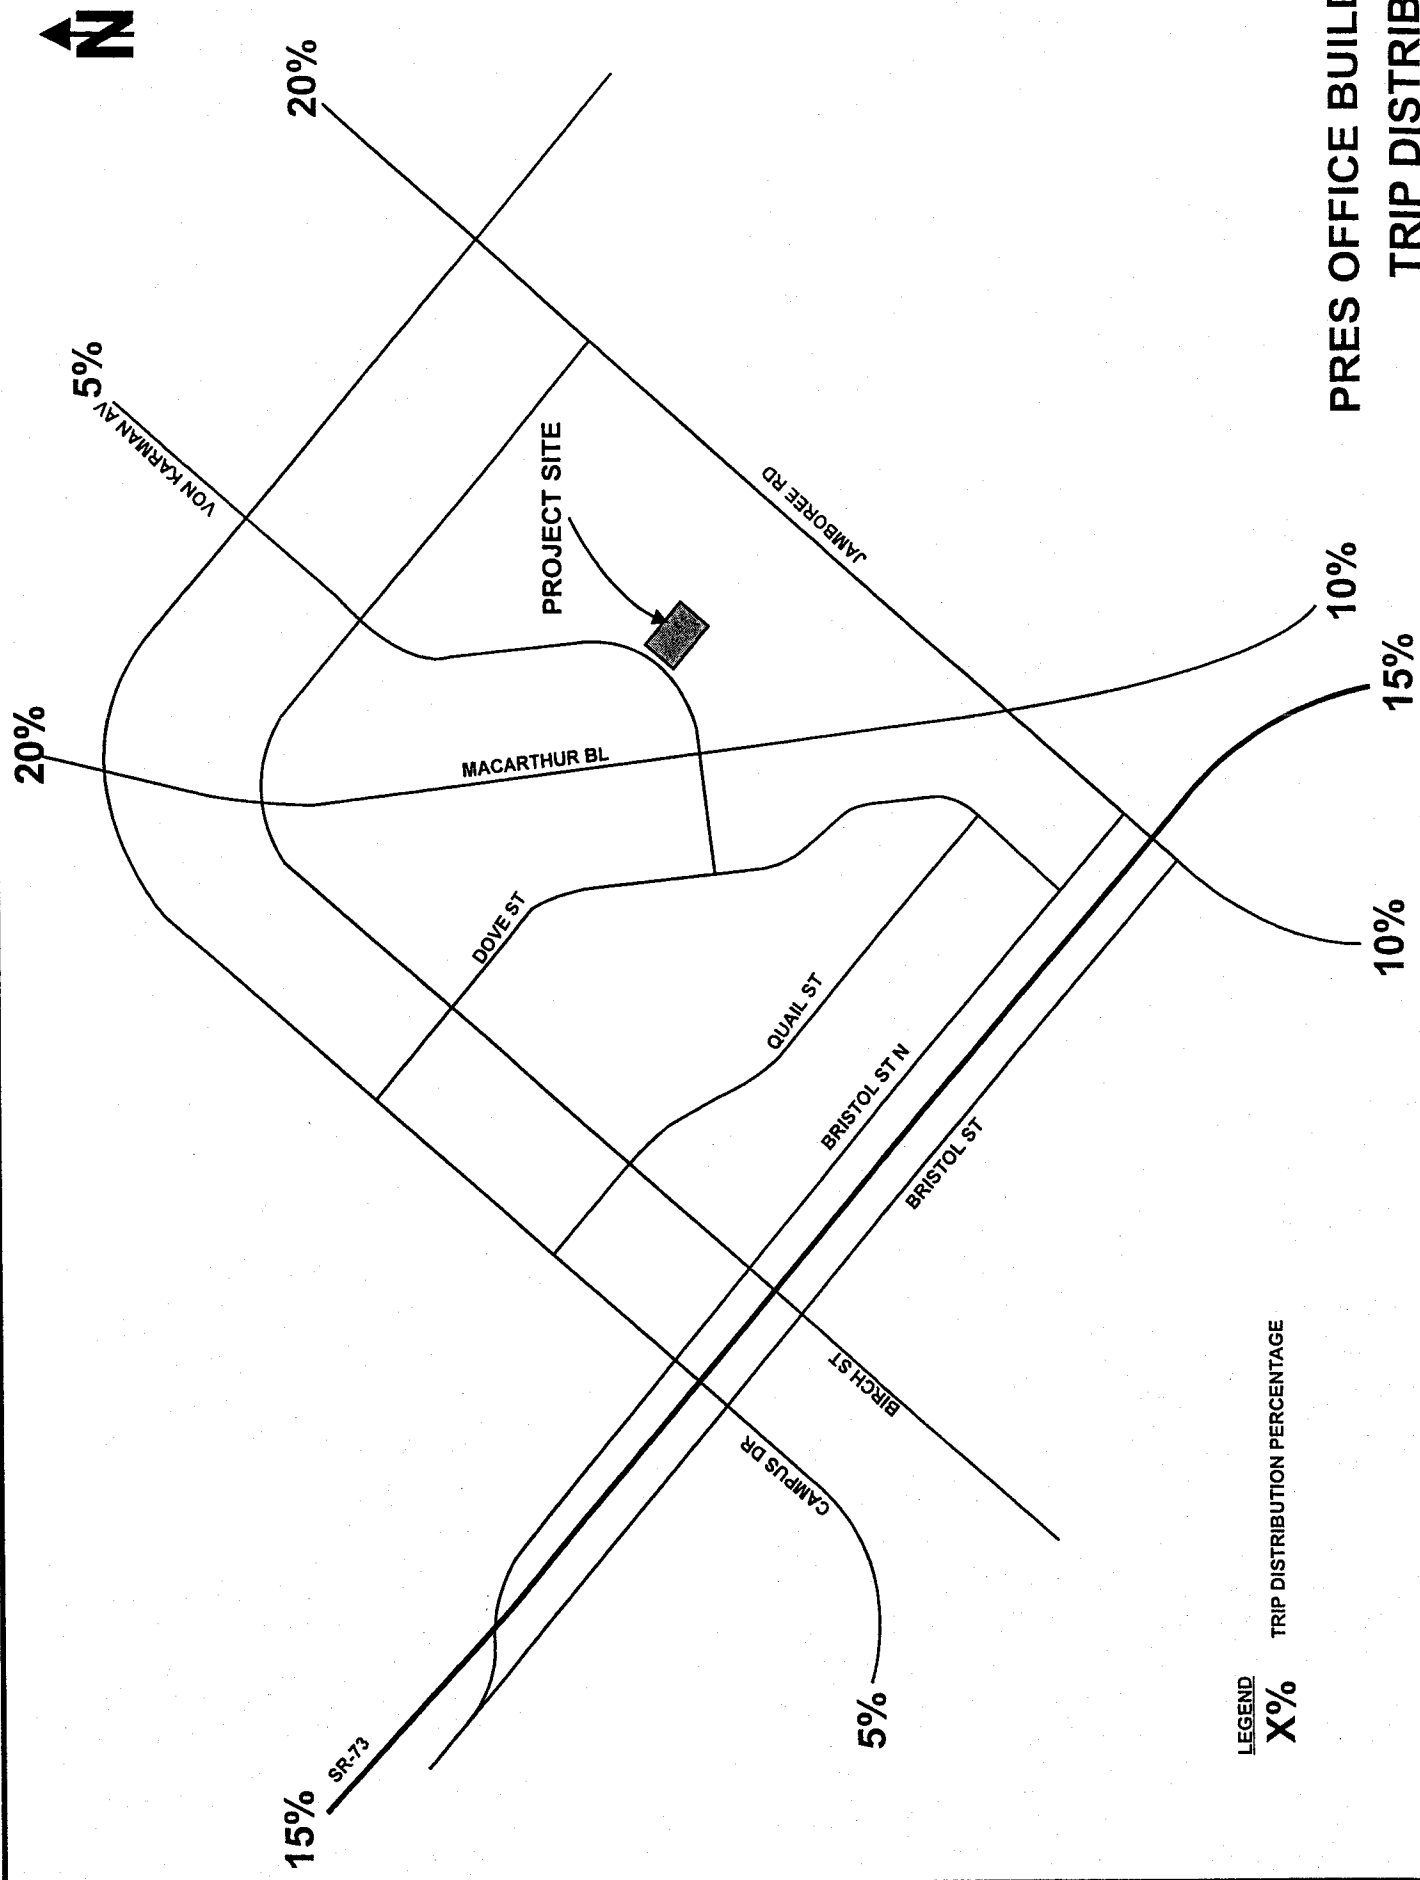 N
20%
5%
20%
VON KARMAN AV
PROJECT SITE
MACARTHUR BL
JAMBOREE RD
DOVE ST
QUAIL ST
BRISTOL ST N
BRISTOL ST
BIRCH ST
CAMPUS DR
SR-73
15%
5%
10%
15%
10%
LEGEND
X% TRIP DISTRIBUTION PERCENTAGE
PRES OFFICE BUILD
TRIP DISTRIB